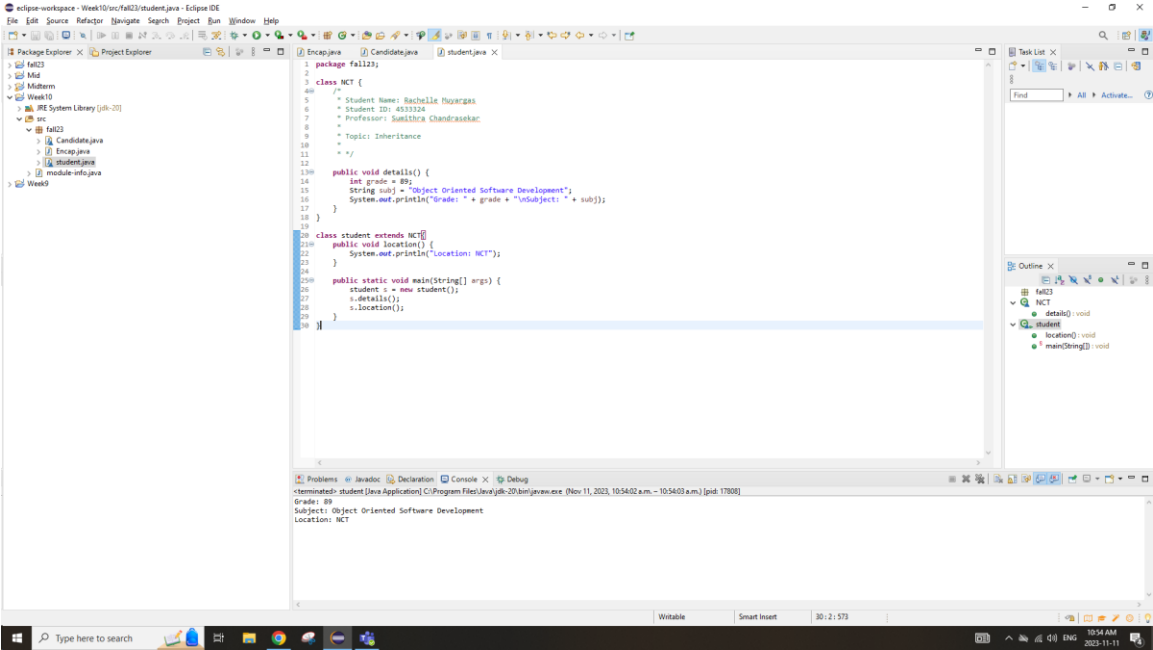 eclipse-workspace - Week10/src/fall23/student.java - Eclipse IDE
File Edit Source Refactor Navigate Search Project Run Window Help
Package Explorer Project Explorer
fall23
Mid
Midterm
Week10
JRE System Library [jdk-20]
src
fall23
Candidate.java
Encap.java
student.java
module-info.java
Week9
Encap.java Candidate.java student.java
1 package fall23;
2
3 class NCT {
4 /*
5 * Student Name: Rachelle Muyargas
6 * Student ID: 4533324
7 * Professor: Sumithra Chandrasekar
8 *
9 * Topic: Inheritance
10 *
11 * */
12
13 public void details() {
14 int grade = 89;
15 String subj = "Object Oriented Software Development";
16 System.out.println("Grade: " + grade + "\nSubject: " + subj);
17 }
18 }
19
20 class student extends NCT{
21 public void location() {
22 System.out.println("Location: NCT");
23 }
24
25 public static void main(String[] args) {
26 student s = new student();
27 s.details();
28 s.location();
29 }
30 }
Task List
Find All Activate...
Outline
fall23
NCT
details() : void
student
location() : void
main(String[]) : void
Problems Javadoc Declaration Console Debug
<terminated> student [Java Application] C:\Program Files\Java\jdk-20\bin\javaw.exe (Nov 11, 2023, 10:54:02 a.m. – 10:54:03 a.m.) [pid: 17808]
Grade: 89
Subject: Object Oriented Software Development
Location: NCT
Writable Smart Insert 30 : 2 : 573
Type here to search
ENG
10:54 AM
2023-11-11